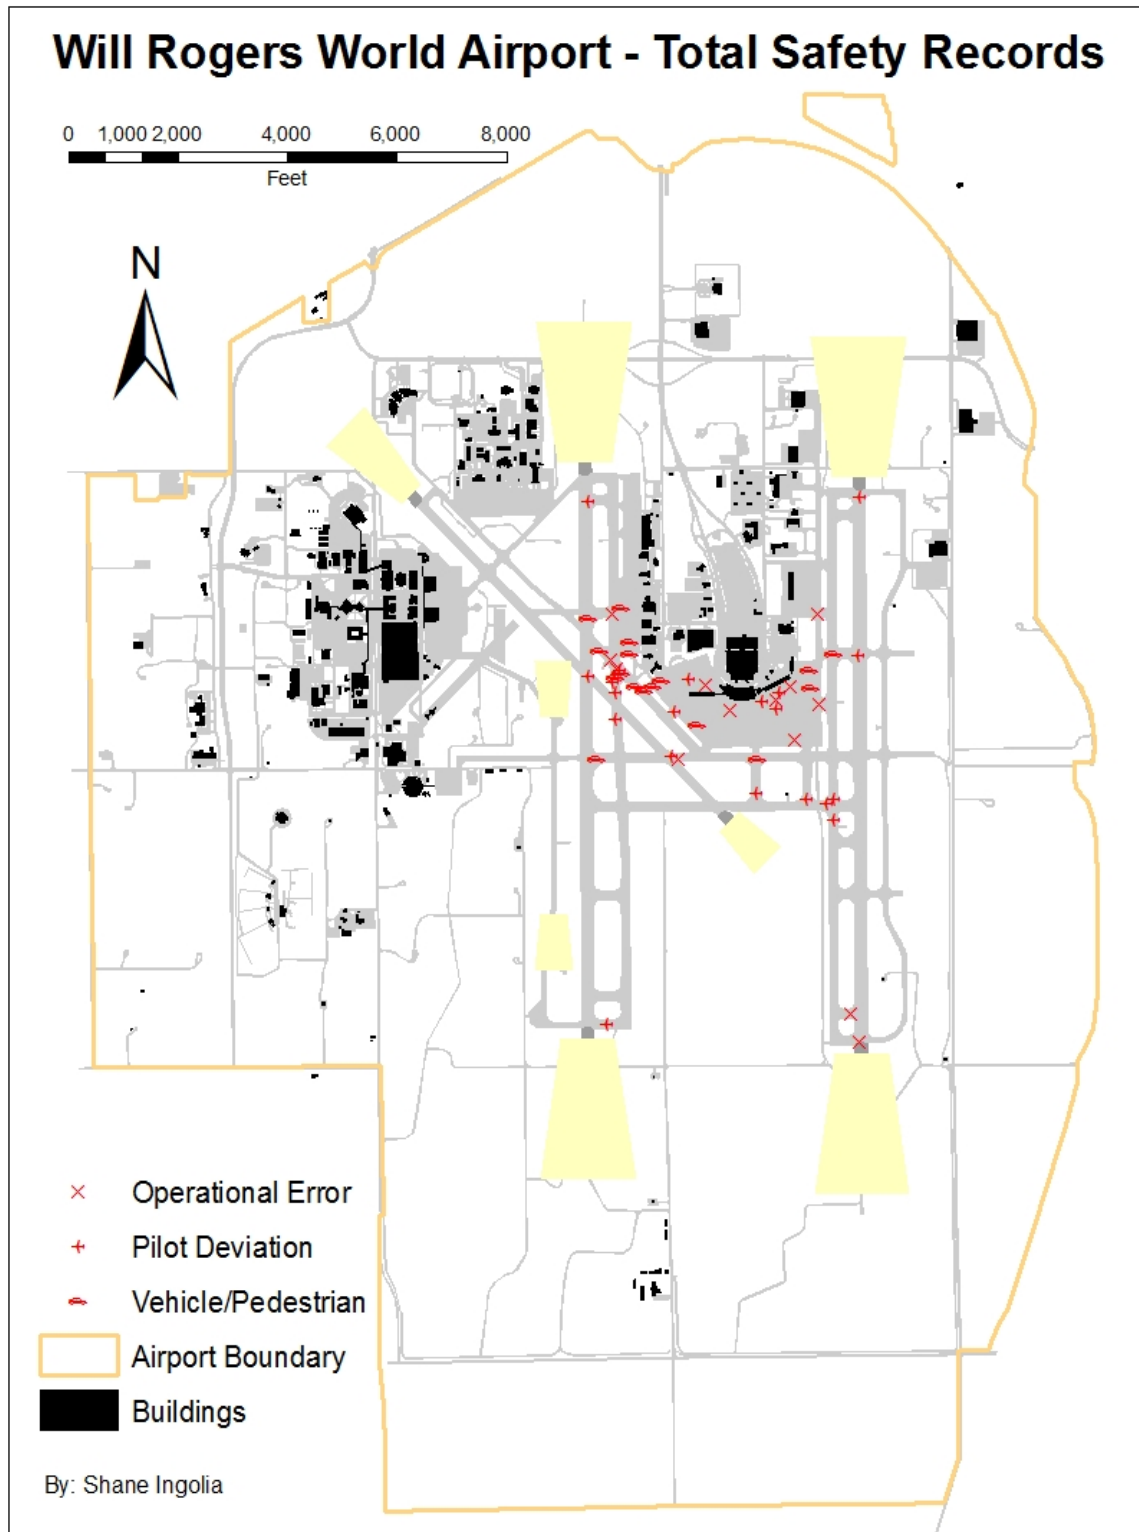 Will Rogers World Airport - Total Safety Records
0 1,000 2,000 4,000 6,000 8,000
Feet
N
Operational Error
Pilot Deviation
Vehicle/Pedestrian
Airport Boundary
Buildings
By: Shane Ingolia